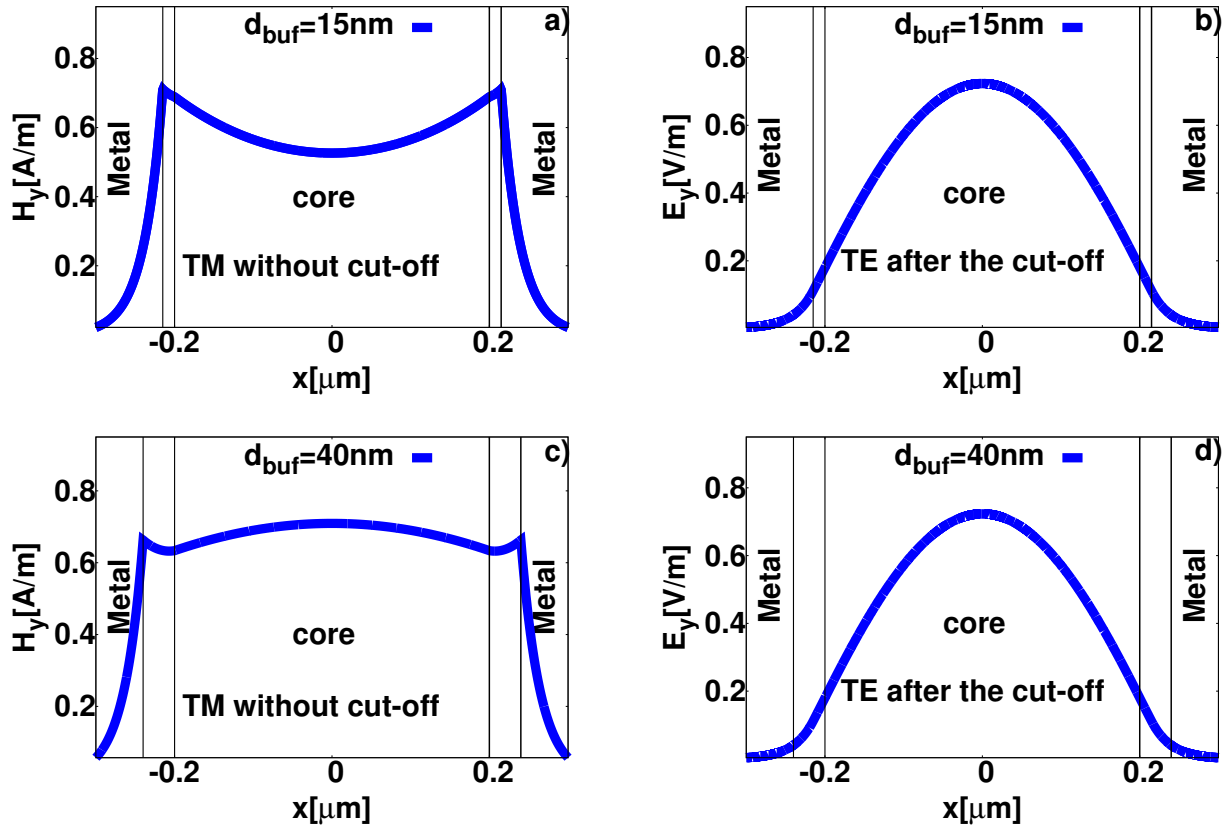 a)
d_buf=15nm
H_y[A/m]
0.8
0.6
0.4
0.2
Metal
Metal
core
TM without cut-off
-0.2
0
0.2
x[μm]
b)
d_buf=15nm
E_y[V/m]
0.8
0.6
0.4
0.2
Metal
Metal
core
TE after the cut-off
-0.2
0
0.2
x[μm]
c)
d_buf=40nm
H_y[A/m]
0.8
0.6
0.4
0.2
Metal
Metal
core
TM without cut-off
-0.2
0
0.2
x[μm]
d)
d_buf=40nm
E_y[V/m]
0.8
0.6
0.4
0.2
Metal
Metal
core
TE after the cut-off
-0.2
0
0.2
x[μm]